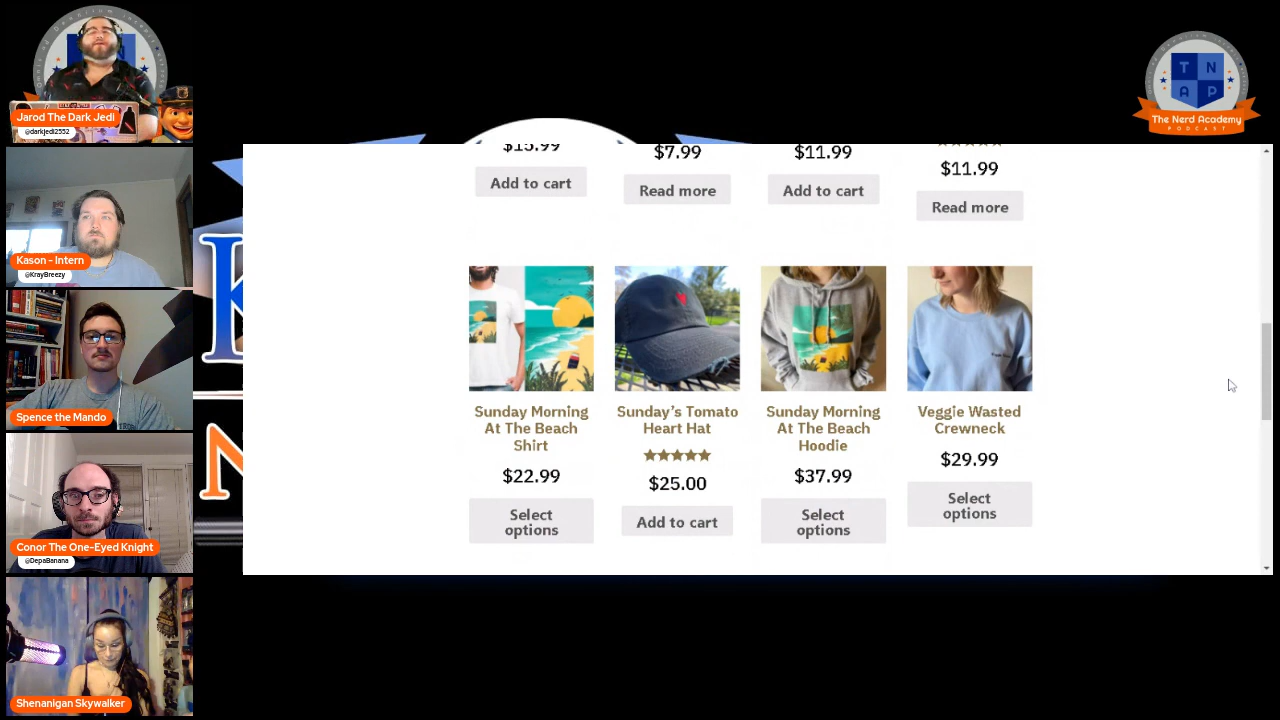 Jarod The Dark Jedi
@darkjedi2552
Kason - Intern
@KrayBreezy
Spence the Mando
Conor The One-Eyed Knight
@DepaBanana
Shenanigan Skywalker
T N
A P
The Nerd Academy
PODCAST
K
N
$15.99
Add to cart
$7.99
Read more
$11.99
Add to cart
$11.99
Read more
Sunday Morning
At The Beach
Shirt
$22.99
Select
options
Sunday's Tomato
Heart Hat
$25.00
Add to cart
Sunday Morning
At The Beach
Hoodie
$37.99
Select
options
Veggie Wasted
Crewneck
$29.99
Select
options